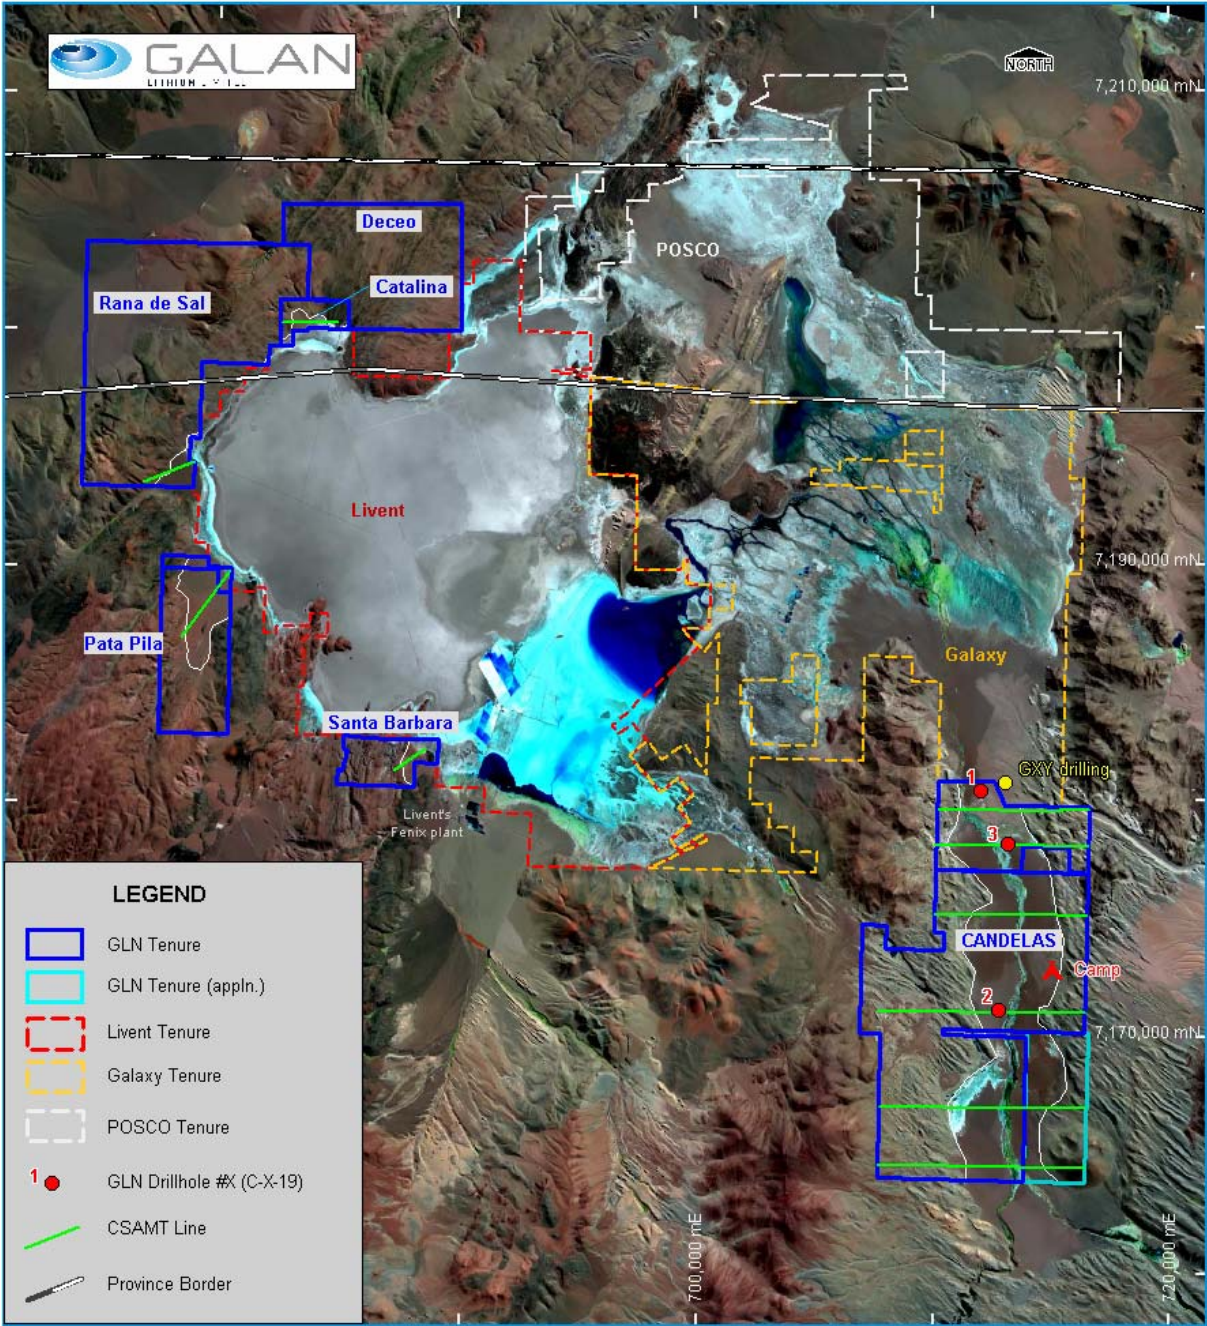 GALAN
LITHIUM LIMITED
NORTH
7,210,000 mN
Deceo
POSCO
Catalina
Rana de Sal
Livent
7,190,000 mN
Pata Pila
Galaxy
Santa Barbara
1
GXY drilling
Livent's
Fenix plant
3
LEGEND
GLN Tenure
CANDELAS
GLN Tenure (appln.)
Camp
2
Livent Tenure
7,170,000 mN
Galaxy Tenure
POSCO Tenure
1
GLN Drillhole #X (C-X-19)
CSAMT Line
Province Border
700,000 mE
720,000 mE